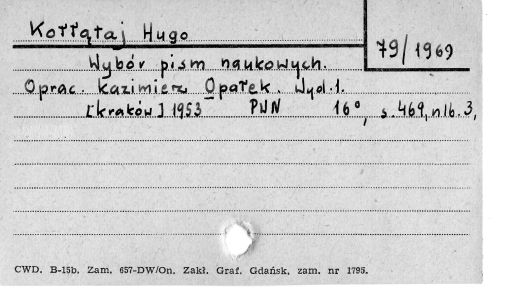 Kołłątaj Hugo
79/1969
Wybór pism naukowych.
Oprac. Kazimierz Opałek. Wyd. 1.
[Kraków] 1953 PWN 16°, s. 469, nlb. 3,
CWD. B-15b. Zam. 657-DW/On. Zakł. Graf. Gdańsk, zam. nr 1795.